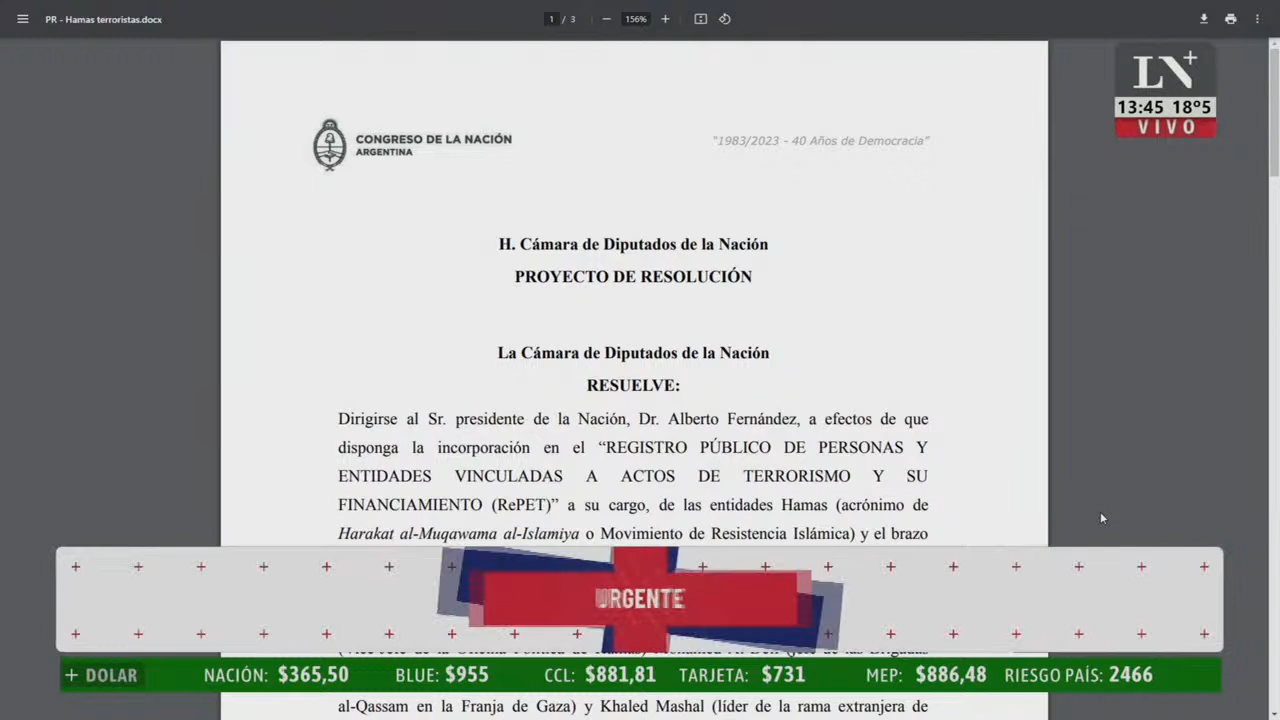 PR - Hamas terroristas.docx
1 / 3
156%
LN+
13:45 18º5
VIVO
CONGRESO DE LA NACIÓN
ARGENTINA
"1983/2023 - 40 Años de Democracia"
H. Cámara de Diputados de la Nación
PROYECTO DE RESOLUCIÓN
La Cámara de Diputados de la Nación
RESUELVE:
Dirigirse al Sr. presidente de la Nación, Dr. Alberto Fernández, a efectos de que
disponga la incorporación en el “REGISTRO PÚBLICO DE PERSONAS Y
ENTIDADES VINCULADAS A ACTOS DE TERRORISMO Y SU
FINANCIAMIENTO (RePET)” a su cargo, de las entidades Hamas (acrónimo de
Harakat al-Muqawama al-Islamiya o Movimiento de Resistencia Islámica) y el brazo
URGENTE
+ DOLAR NACIÓN: $365,50 BLUE: $955 CCL: $881,81 TARJETA: $731 MEP: $886,48 RIESGO PAÍS: 2466
al-Qassam en la Franja de Gaza) y Khaled Mashal (líder de la rama extranjera de